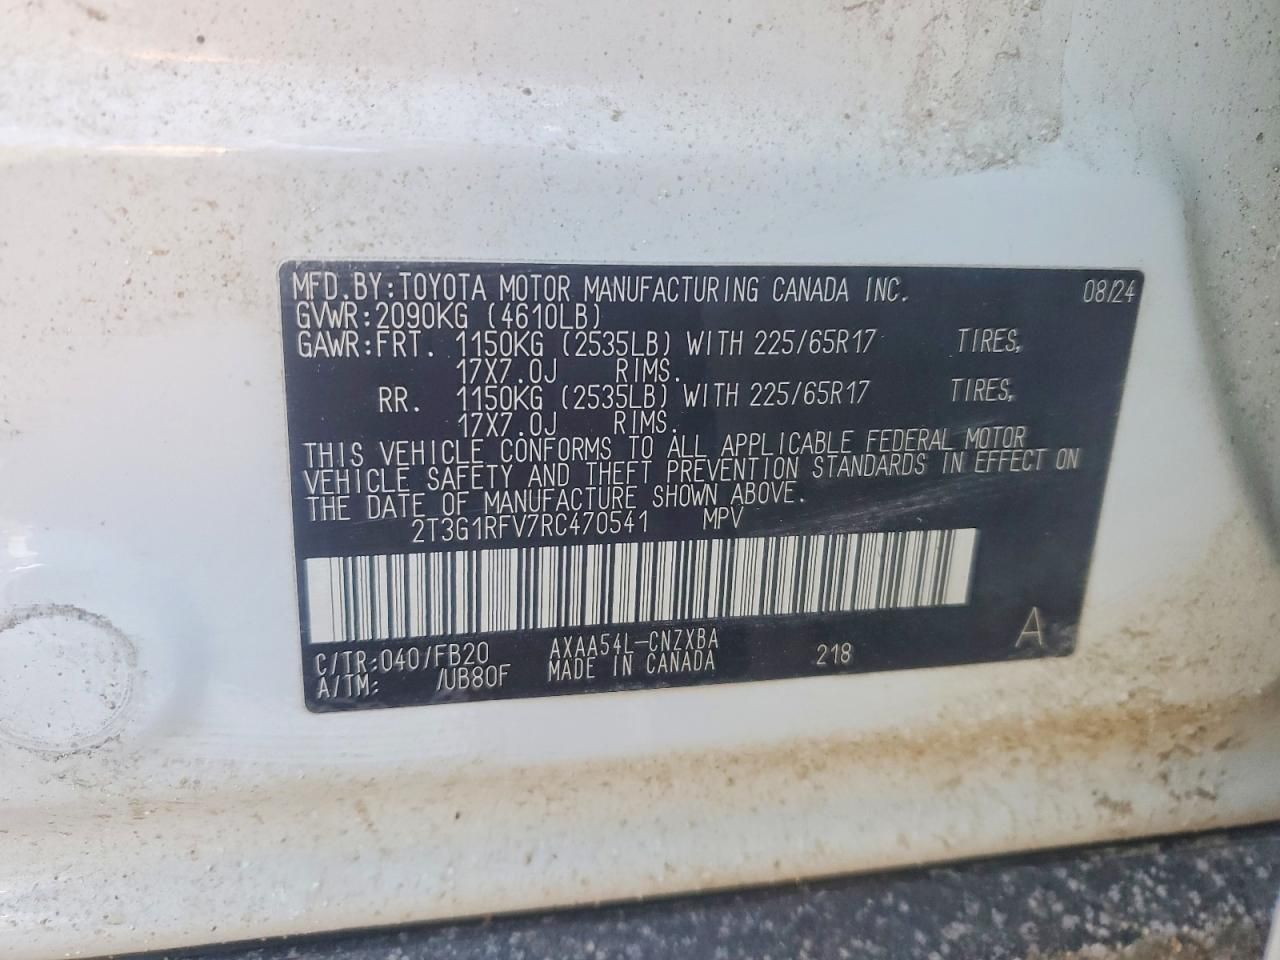 MFD.BY:TOYOTA MOTOR MANUFACTURING CANADA INC. 08/24
GVWR:2090KG (4610LB)
GAWR:FRT. 1150KG (2535LB) WITH 225/65R17 TIRES,
17X7.0J RIMS.
RR. 1150KG (2535LB) WITH 225/65R17 TIRES,
17X7.0J RIMS.
THIS VEHICLE CONFORMS TO ALL APPLICABLE FEDERAL MOTOR
VEHICLE SAFETY AND THEFT PREVENTION STANDARDS IN EFFECT ON
THE DATE OF MANUFACTURE SHOWN ABOVE.
2T3G1RFV7RC470541 MPV
C/TR:040/FB20 AXAA54L-CNZXBA 218 A
A/TM: /UB80F MADE IN CANADA